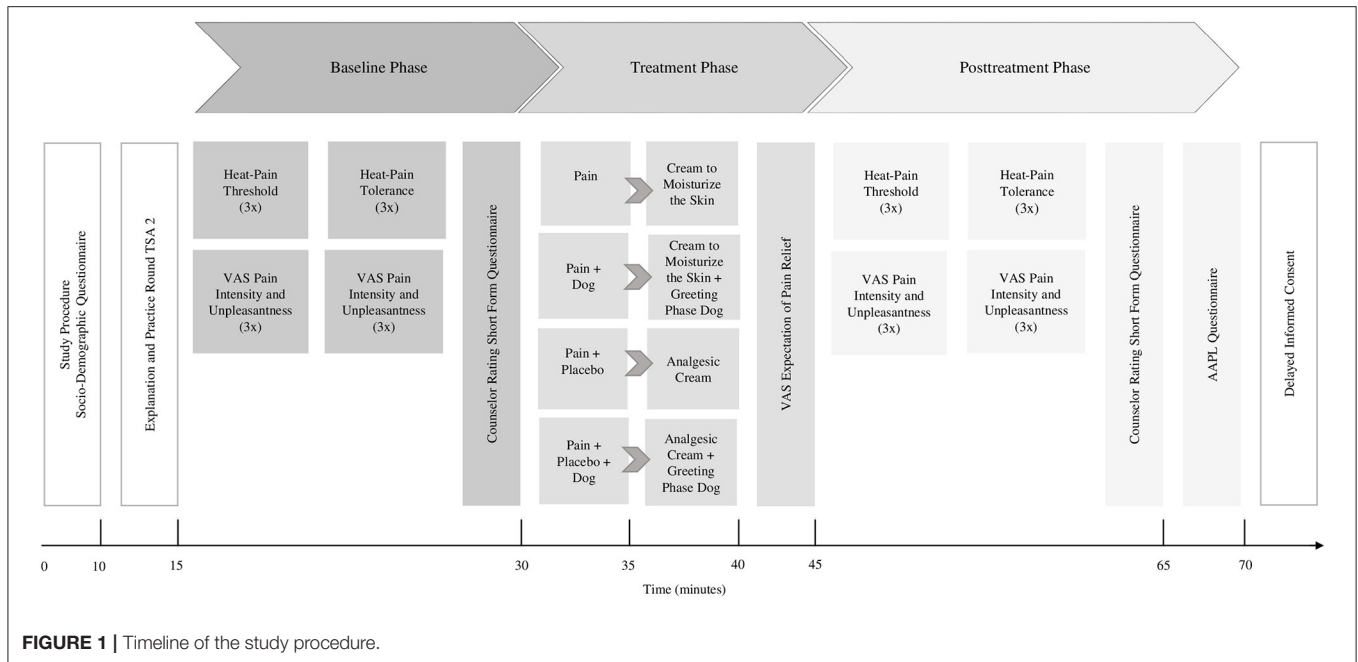 Baseline Phase
Treatment Phase
Posttreatment Phase
Study Procedure
Socio-Demographic Questionnaire
Explanation and Practice Round TSA 2
Heat-Pain
Threshold
(3x)
Heat-Pain
Tolerance
(3x)
VAS Pain
Intensity and
Unpleasantness
(3x)
VAS Pain
Intensity and
Unpleasantness
(3x)
Counselor Rating Short Form Questionnaire
Pain
Cream to
Moisturize
the Skin
Pain +
Dog
Cream to
Moisturize
the Skin +
Greeting
Phase Dog
Pain +
Placebo
Analgesic
Cream
Pain +
Placebo +
Dog
Analgesic
Cream +
Greeting
Phase Dog
VAS Expectation of Pain Relief
Heat-Pain
Threshold
(3x)
Heat-Pain
Tolerance
(3x)
VAS Pain
Intensity and
Unpleasantness
(3x)
VAS Pain
Intensity and
Unpleasantness
(3x)
Counselor Rating Short Form Questionnaire
AAPL Questionnaire
Delayed Informed Consent
0 10 15 30 35 40 45 65 70
Time (minutes)
FIGURE 1 | Timeline of the study procedure.